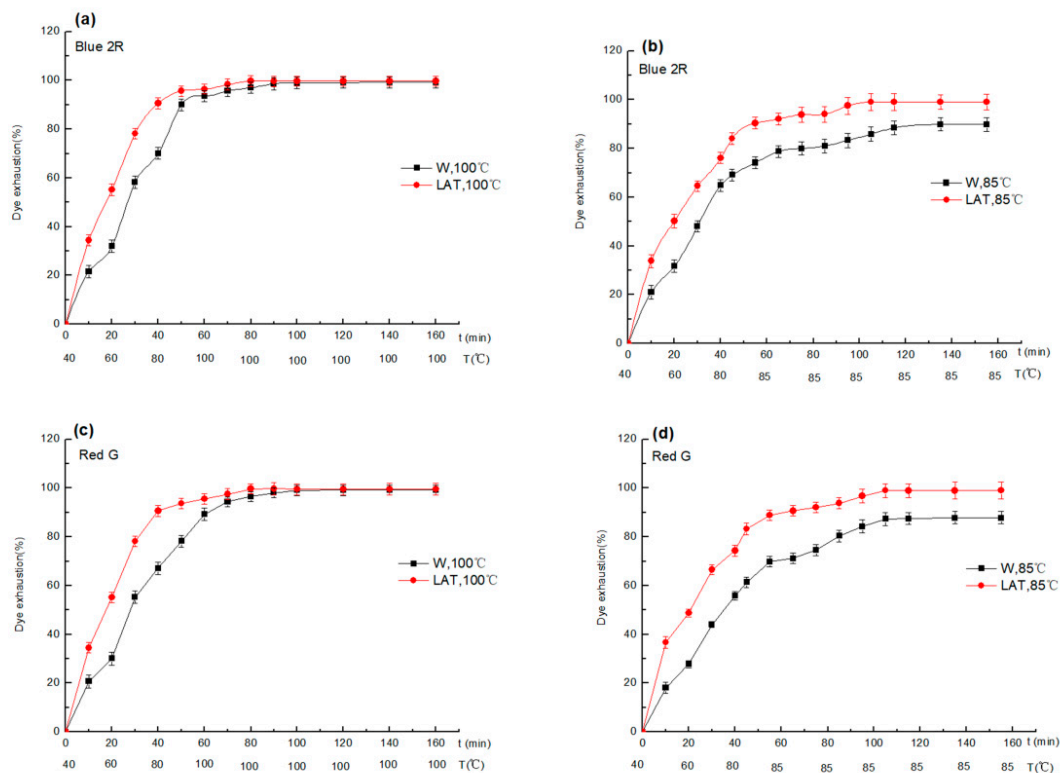 (a)
Blue 2R
120
100
80
60
40
20
0
Dye exhaustion(%)
W,100℃
LAT,100℃
0 20 40 60 80 100 120 140 160 t (min)
40 60 80 100 100 100 100 100 100 T(℃)
(b)
Blue 2R
120
100
80
60
40
20
0
Dye exhaustion(%)
W,85℃
LAT,85℃
0 20 40 60 80 100 120 140 160 t (min)
40 60 80 85 85 85 85 85 85 T(℃)
(c)
Red G
120
100
80
60
40
20
0
Dye exhaustion(%)
W,100℃
LAT,100℃
0 20 40 60 80 100 120 140 160 t (min)
40 60 80 100 100 100 100 100 100 T(℃)
(d)
Red G
120
100
80
60
40
20
0
Dye exhaustion(%)
W,85℃
LAT,85℃
0 20 40 60 80 100 120 140 160 t (min)
40 60 80 85 85 85 85 85 85 T(℃)